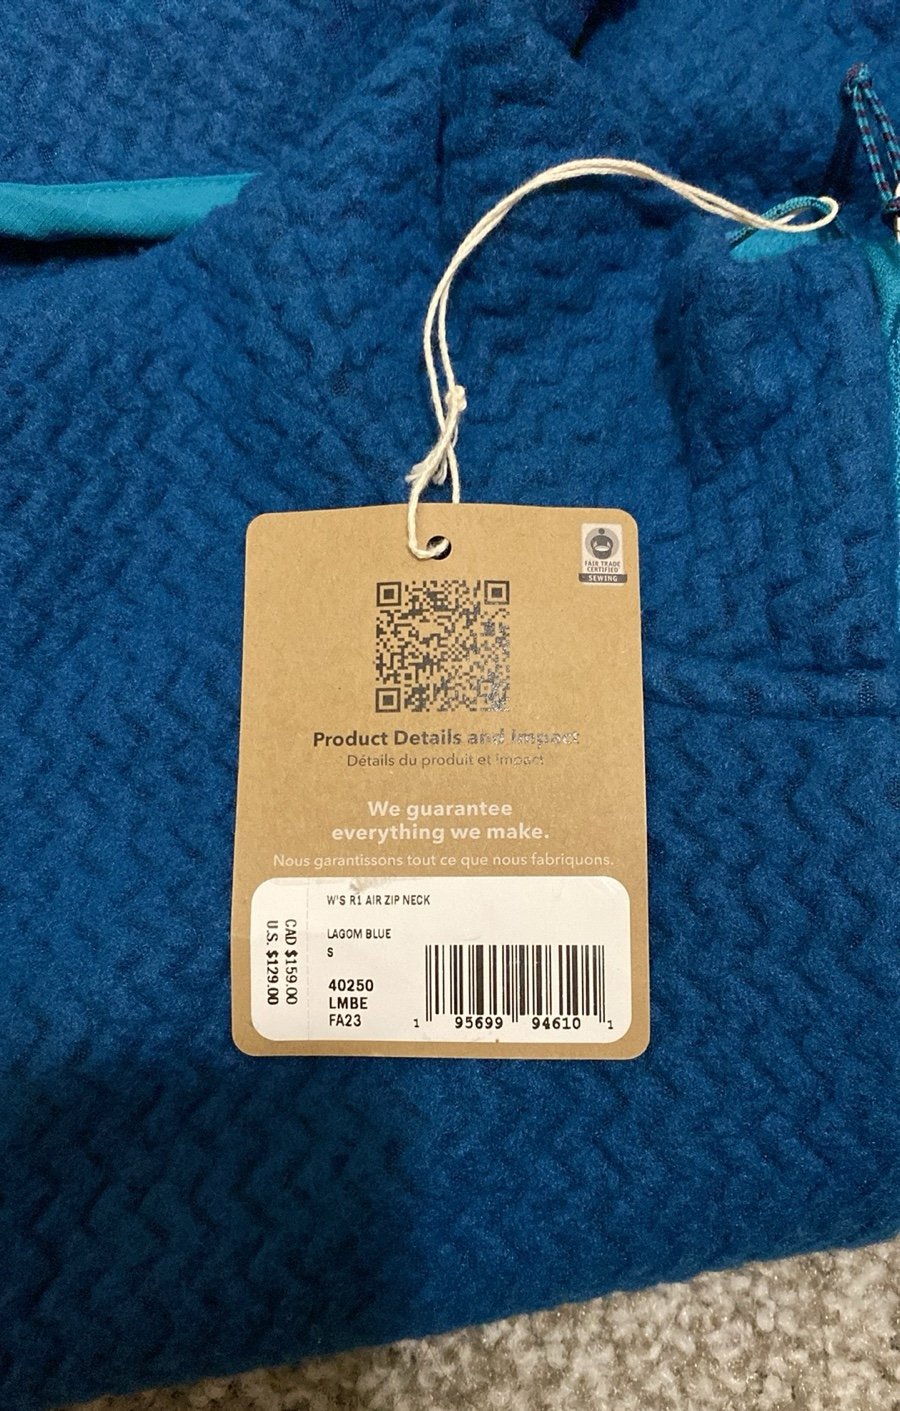 FAIR TRADE
CERTIFIED
SEWING
Product Details and Impact
Détails du produit et impact
We guarantee
everything we make.
Nous garantissons tout ce que nous fabriquons.
CAD $159.00
U.S. $129.00
W'S R1 AIR ZIP NECK
LAGOM BLUE
S
40250
LMBE
FA23
1 95699 94610 1